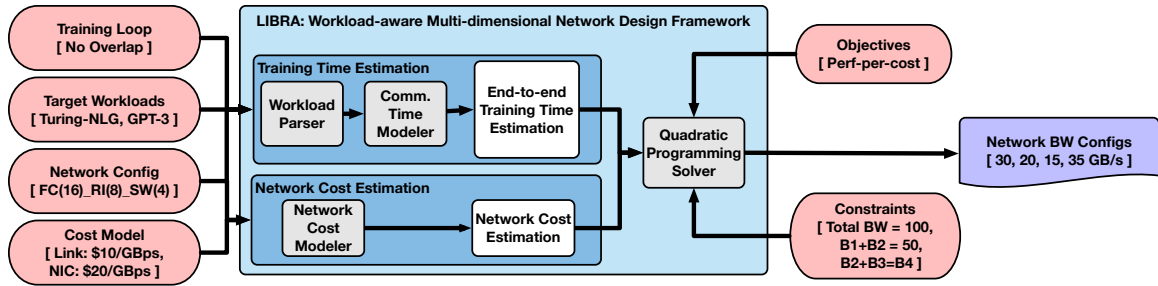 LIBRA: Workload-aware Multi-dimensional Network Design Framework
Training Loop
[ No Overlap ]
Target Workloads
[ Turing-NLG, GPT-3 ]
Network Config
[ FC(16)_RI(8)_SW(4) ]
Cost Model
[ Link: $10/GBps,
NIC: $20/GBps ]
Training Time Estimation
Workload
Parser
Comm.
Time
Modeler
End-to-end
Training Time
Estimation
Network Cost Estimation
Network
Cost
Modeler
Network Cost
Estimation
Quadratic
Programming
Solver
Objectives
[ Perf-per-cost ]
Constraints
[ Total BW = 100,
B1+B2 = 50,
B2+B3=B4 ]
Network BW Configs
[ 30, 20, 15, 35 GB/s ]